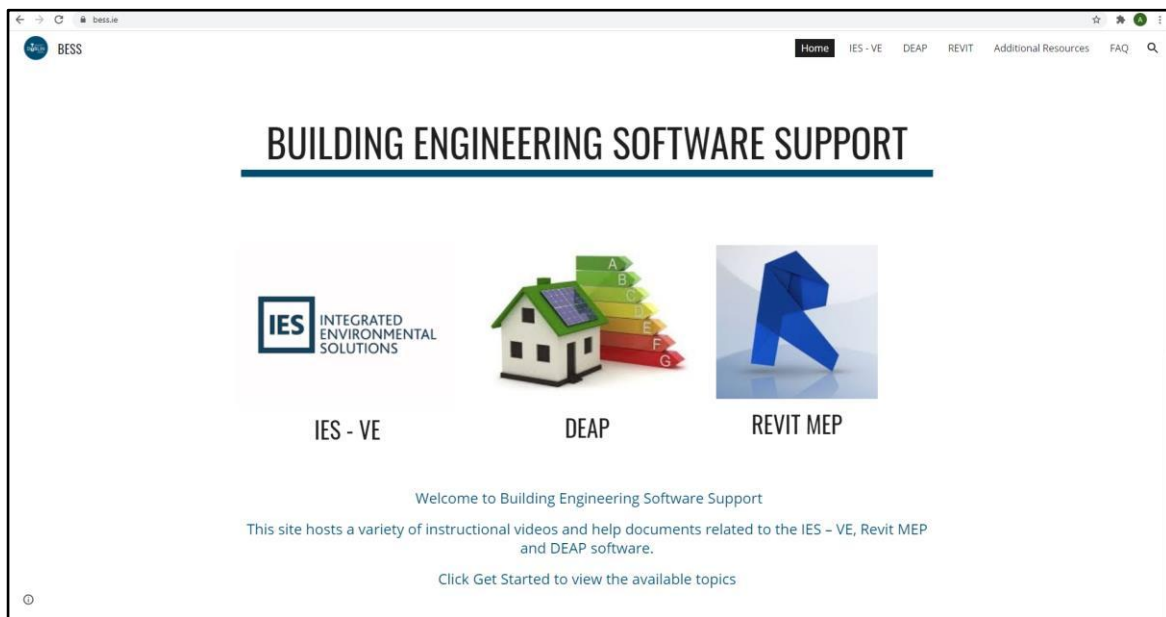 bess.ie
A
BESS
Home IES - VE DEAP REVIT Additional Resources FAQ
BUILDING ENGINEERING SOFTWARE SUPPORT
IES INTEGRATED
ENVIRONMENTAL
SOLUTIONS
A
B
C
D
E
F
G
IES - VE
DEAP
REVIT MEP
Welcome to Building Engineering Software Support
This site hosts a variety of instructional videos and help documents related to the IES – VE, Revit MEP
and DEAP software.
Click Get Started to view the available topics